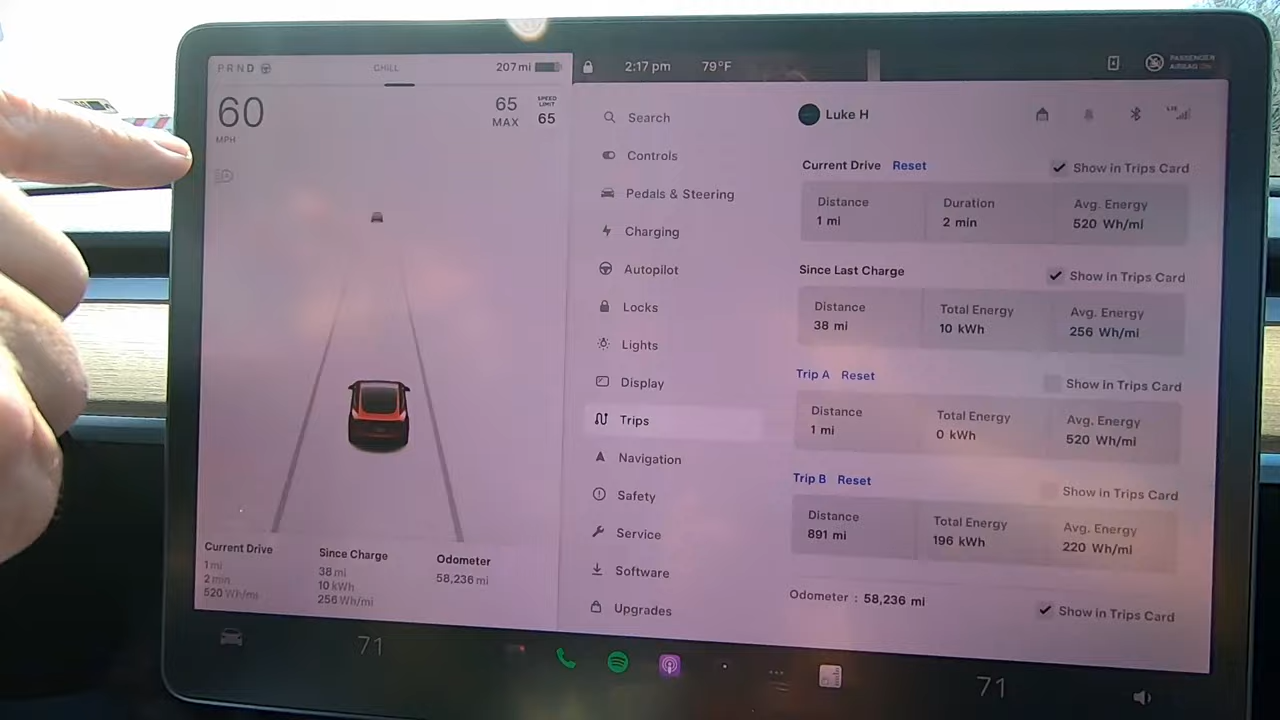 PRND CHILL 207 mi
60
MPH
65
MAX
SPEED
LIMIT
65
Current Drive
1 mi
2 min
520 Wh/mi
Since Charge
38 mi
10 kWh
256 Wh/mi
Odometer
58,236 mi
2:17 pm 79°F
PASSENGER
AIRBAG
Search
Controls
Pedals & Steering
Charging
Autopilot
Locks
Lights
Display
Trips
Navigation
Safety
Service
Software
Upgrades
Luke H
LTE
Current Drive Reset Show in Trips Card
Distance Duration Avg. Energy
1 mi 2 min 520 Wh/mi
Since Last Charge Show in Trips Card
Distance Total Energy Avg. Energy
38 mi 10 kWh 256 Wh/mi
Trip A Reset Show in Trips Card
Distance Total Energy Avg. Energy
1 mi 0 kWh 520 Wh/mi
Trip B Reset Show in Trips Card
Distance Total Energy Avg. Energy
891 mi 196 kWh 220 Wh/mi
Odometer : 58,236 mi Show in Trips Card
71
71